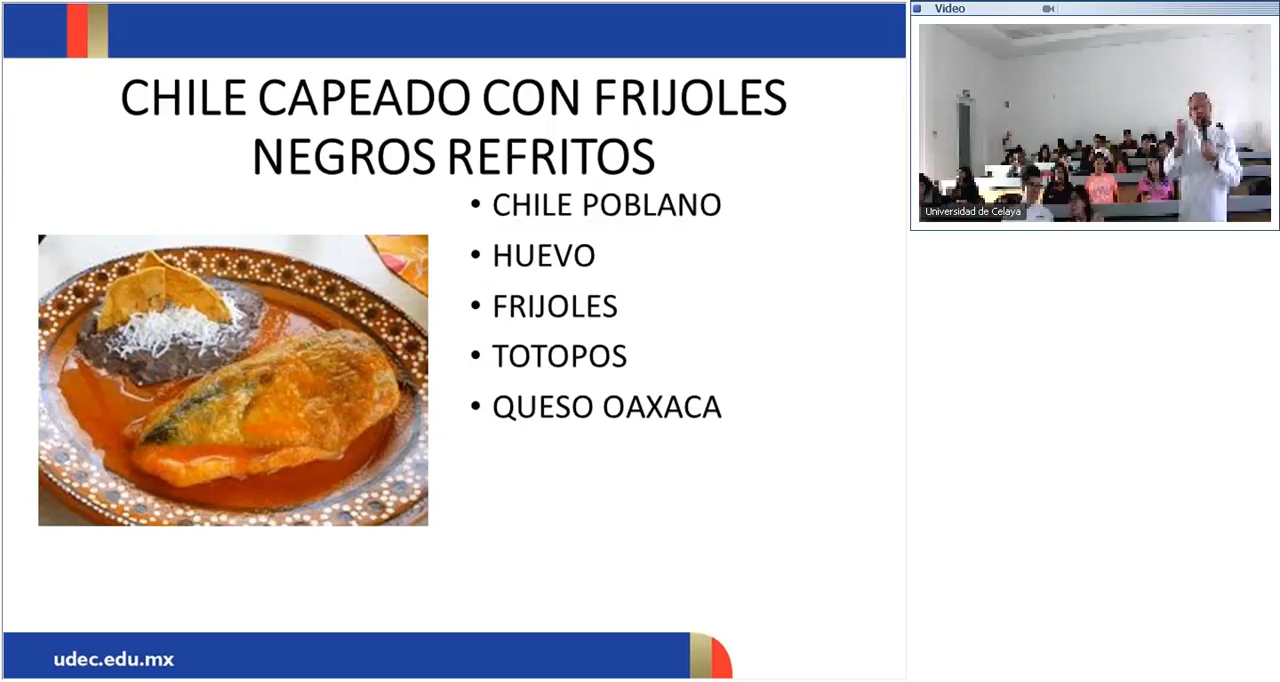 CHILE CAPEADO CON FRIJOLES
NEGROS REFRITOS
• CHILE POBLANO
• HUEVO
• FRIJOLES
• TOTOPOS
• QUESO OAXACA
udec.edu.mx
Video
Universidad de Celaya